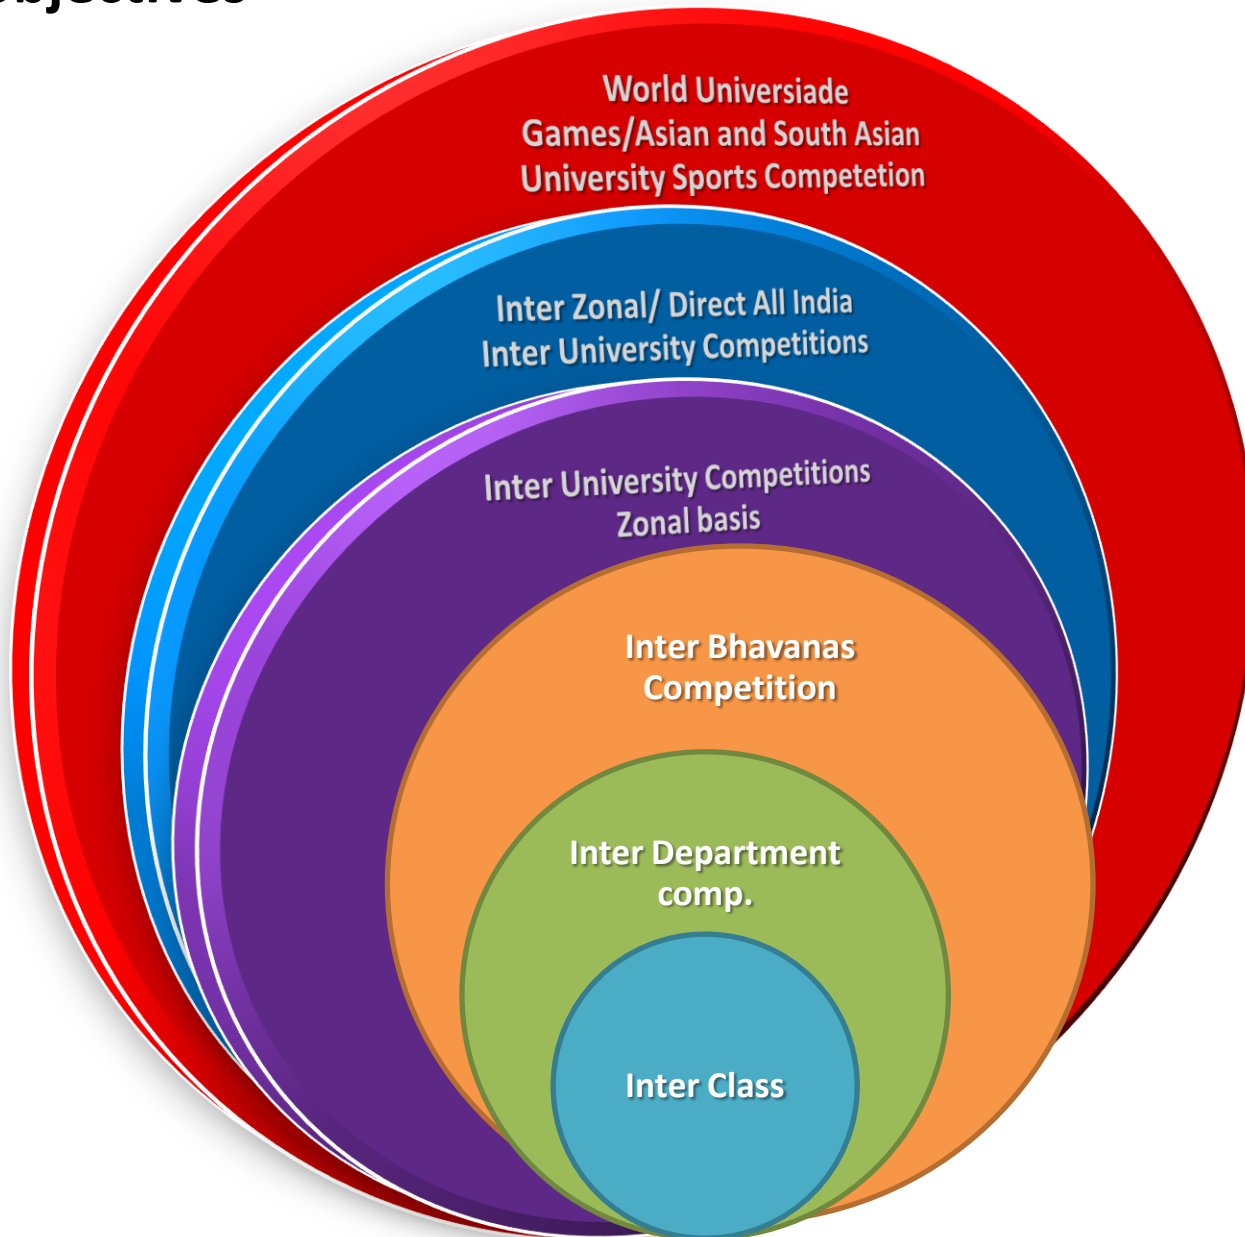 World Universiade
Games/Asian and South Asian
University Sports Competetion
Inter Zonal/ Direct All India
Inter University Competitions
Inter University Competitions
Zonal basis
Inter Bhavanas
Competition
Inter Department
comp.
Inter Class